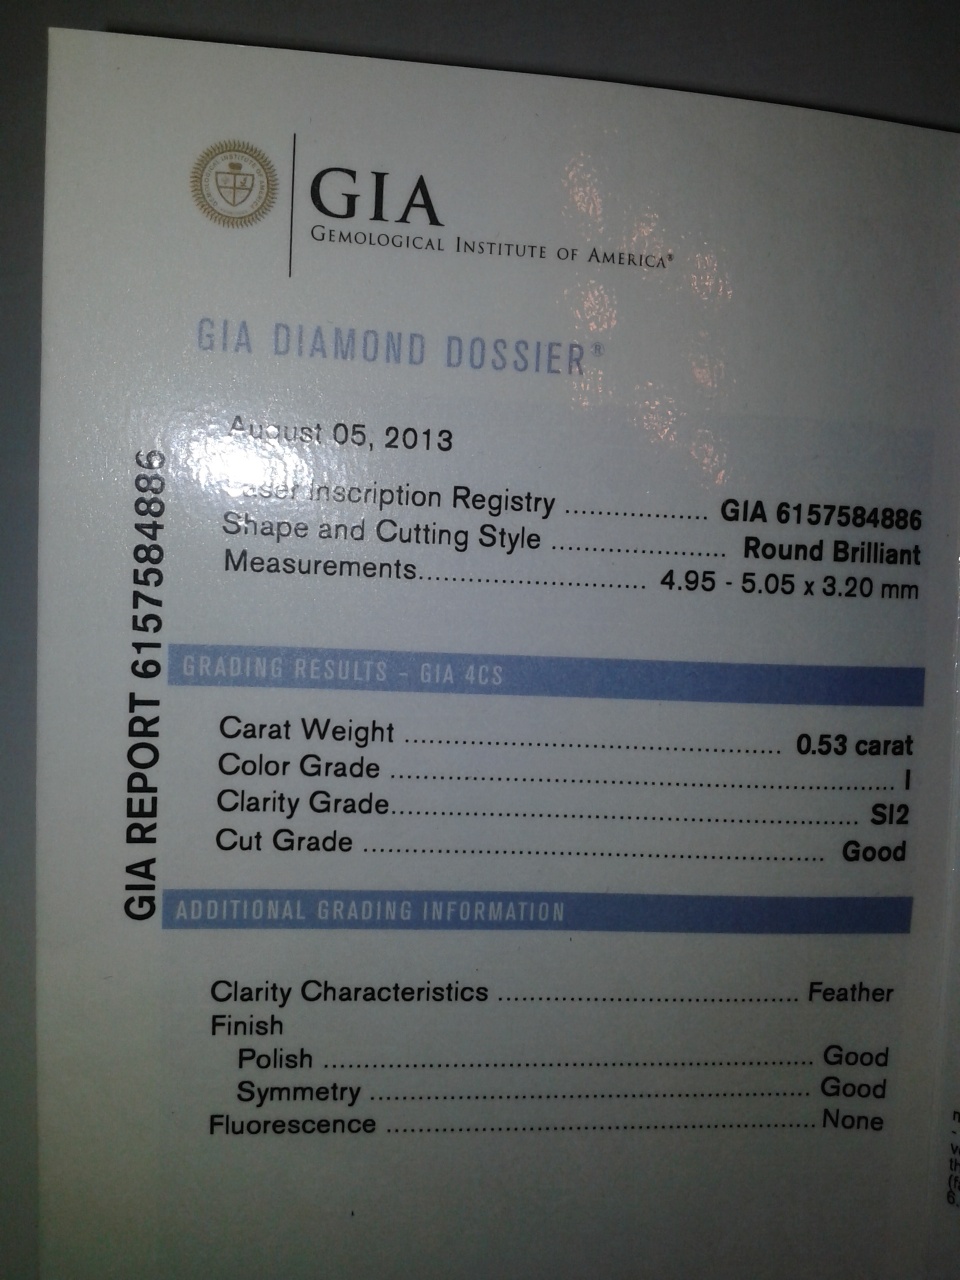 GIA
GEMOLOGICAL INSTITUTE OF AMERICA®
GIA DIAMOND DOSSIER®
August 05, 2013
Laser Inscription Registry .................. GIA 6157584886
Shape and Cutting Style ...................... Round Brilliant
Measurements............................. 4.95 - 5.05 x 3.20 mm
GRADING RESULTS - GIA 4CS
Carat Weight .................................................. 0.53 carat
Color Grade .................................................................. I
Clarity Grade............................................................ SI2
Cut Grade ............................................................ Good
ADDITIONAL GRADING INFORMATION
Clarity Characteristics ...................................... Feather
Finish
Polish .............................................................. Good
Symmetry ........................................................ Good
Fluorescence ...................................................... None
GIA REPORT 6157584886